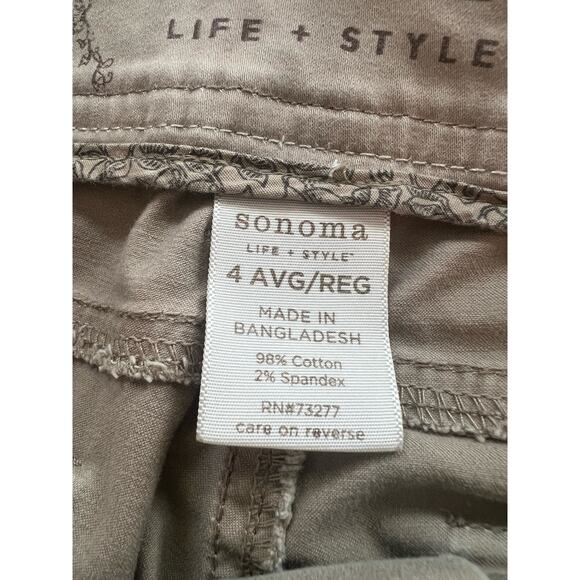 LIFE + STYLE
sonoma
LIFE + STYLE™
4 AVG/REG
MADE IN
BANGLADESH
98% Cotton
2% Spandex
RN#73277
care on reverse